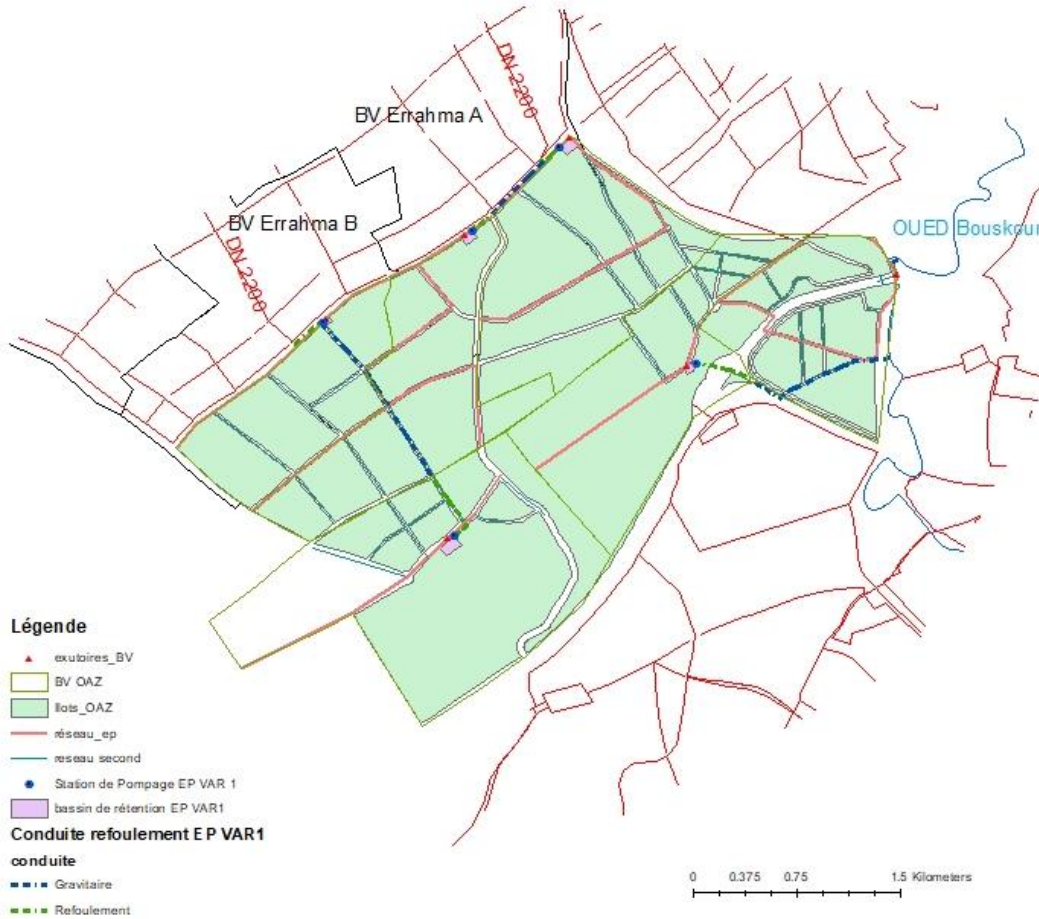 DN 2200
BV Errahma A
BV Errahma B
DN 2200
OUED Bouskour
Légende
exutoires_BV
BV OAZ
Ilots_OAZ
réseau_ep
reseau second
Station de Pompage EP VAR 1
bassin de rétention EP VAR1
Conduite refoulement EP VAR1
conduite
Gravitaire
Refoulement
0 0.375 0.75 1.5 Kilometers